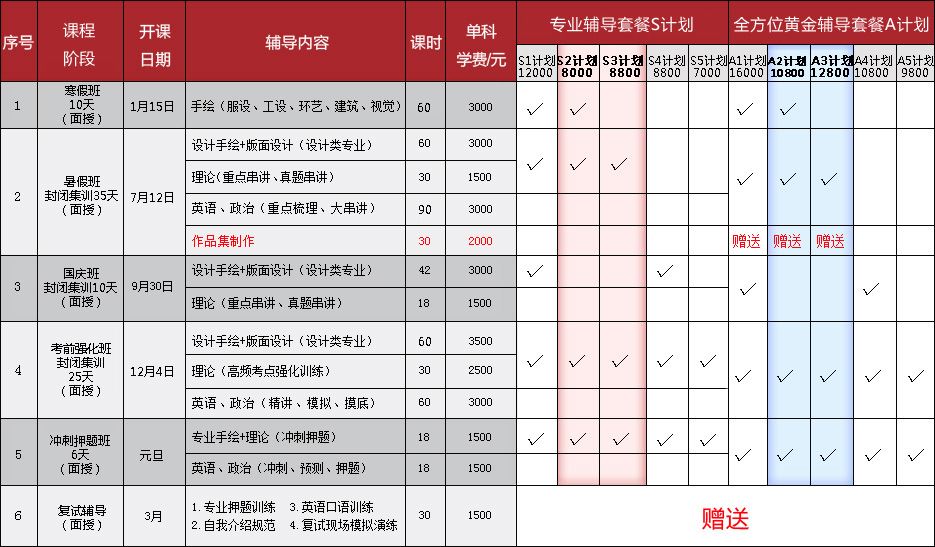 序号 课程阶段 开课日期 辅导内容 课时 单科学费/元 专业辅导套餐S计划 全方位黄金辅导套餐A计划
S1计划 12000 S2计划 8000 S3计划 8800 S4计划 8800 S5计划 7000 A1计划 16000 A2计划 10800 A3计划 12800 A4计划 10800 A5计划 9800
1 寒假班 10天 (面授) 1月15日 手绘（服设、工设、环艺、建筑、视觉） 60 3000 ✓ ✓ ✓ ✓
2 暑假班 封闭集训35天 (面授) 7月12日
设计手绘+版面设计（设计类专业） 60 3000
理论（重点串讲、真题串讲） 30 1500
英语、政治（重点梳理、大串讲） 90 3000
✓ ✓ ✓ ✓ ✓ ✓
作品集制作 30 2000 赠送 赠送 赠送
3 国庆班 封闭集训10天 (面授) 9月30日
设计手绘+版面设计（设计类专业） 42 3000 ✓ ✓
理论（重点串讲、真题串讲） 18 1500
✓ ✓
4 考前强化班 封闭集训 25天 (面授) 12月4日
设计手绘+版面设计（设计类专业） 60 3500
理论（高频考点强化训练） 30 2500
英语、政治（精讲、模拟、摸底） 60 3000
✓ ✓ ✓ ✓ ✓ ✓ ✓ ✓ ✓ ✓
5 冲刺押题班 6天 (面授) 元旦
专业手绘+理论（冲刺押题） 18 1500 ✓ ✓ ✓ ✓ ✓
英语、政治（冲刺、预测、押题） 18 1500
✓ ✓ ✓ ✓ ✓
6 复试辅导 (面授) 3月
1.专业押题训练 3.英语口语训练
2.自我介绍规范 4.复试现场模拟演练
30 1500 赠送